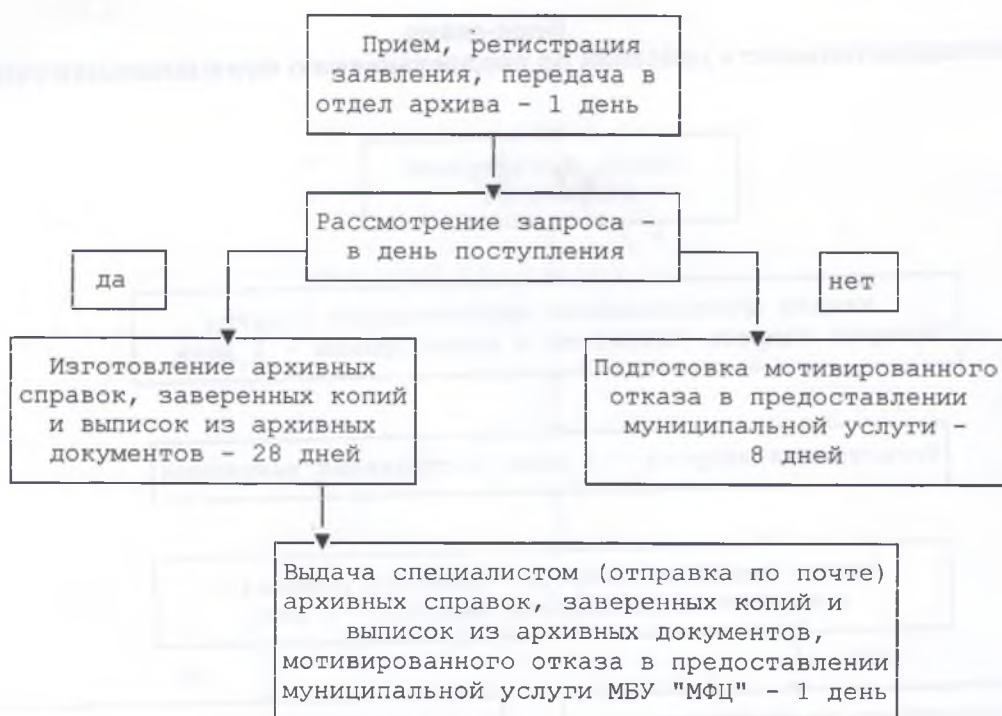 Прием, регистрация
заявления, передача в
отдел архива - 1 день
Рассмотрение запроса -
в день поступления
да
нет
Изготовление архивных
справок, заверенных копий
и выписок из архивных
документов - 28 дней
Подготовка мотивированного
отказа в предоставлении
муниципальной услуги -
8 дней
Выдача специалистом (отправка по почте)
архивных справок, заверенных копий и
выписок из архивных документов,
мотивированного отказа в предоставлении
муниципальной услуги МБУ "МФЦ" - 1 день